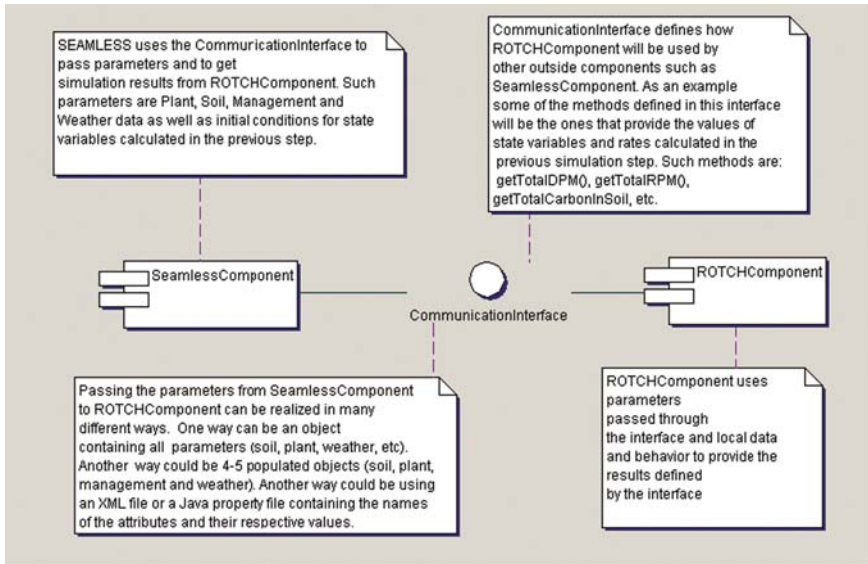 SEAMLESS uses the CommuricationInterface to
pass parameters and to get
simulation results from ROTCHComponent. Such
parameters are Plant, Soil, Management and
Weather data as well as initial conditions for state
variables calculated in the previous step.
CommunicationInterface defines how
ROTCHComponent will be used by
other outside components such as
SeamlessComponent. As an example
some of the methods defined in this interface
will be the ones that provide the values of
state variables and rates calculated in the
previous simulation step. Such methods are:
getTotalDPM(), getTotalRPM(),
getTotalCarbonInSoil, etc.
SeamlessComponent
CommunicationInterface
ROTCHComponent
Passing the parameters from SeamlessComponent
to ROTCHComponent can be realized in many
different ways. One way can be an object
containing all parameters (soil, plant, weather, etc).
Another way could be 4-5 populated objects (soil, plant,
management and weather). Another way could be using
an XML file or a Java property file containing the names
of the attributes and their respective values.
ROTCHComponent uses
parameters
passed through
the interface and local data
and behavior to provide the
results defined
by the interface